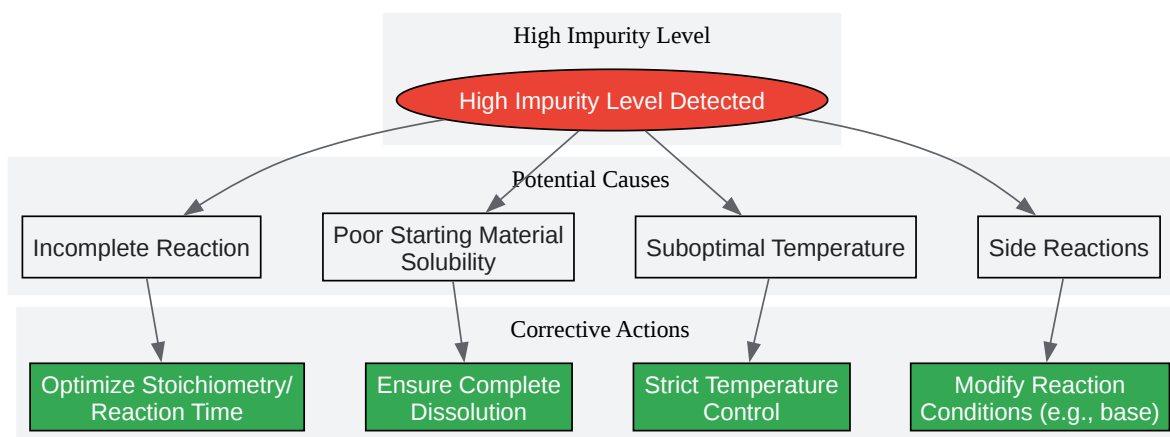 High Impurity Level
High Impurity Level Detected
Potential Causes
Incomplete Reaction
Poor Starting Material
Solubility
Suboptimal Temperature
Side Reactions
Corrective Actions
Optimize Stoichiometry/
Reaction Time
Ensure Complete
Dissolution
Strict Temperature
Control
Modify Reaction
Conditions (e.g., base)